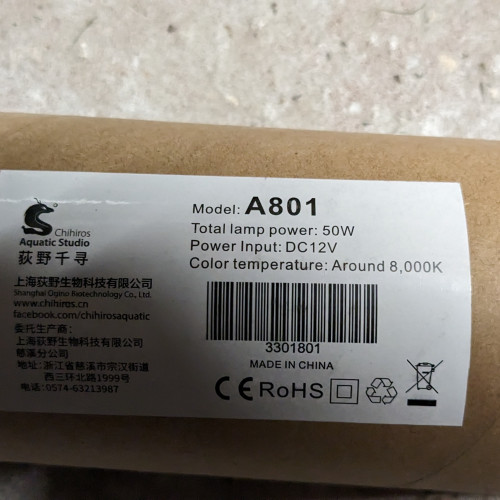 Chihiros
Aquatic Studio
荻野千寻
上海荻野生物科技有限公司
Shanghai Ogino Biotechnology Co., Ltd.
www.chihiros.cn
facebook.com/chihirosaquatic
委托生产商:
上海荻野生物科技有限公司
慈溪分公司
地址: 浙江省慈溪市宗汉街道
西三环北路1999号
电话: 0574-63213987
Model: A801
Total lamp power: 50W
Power Input: DC12V
Color temperature: Around 8,000K
3301801
MADE IN CHINA
CE RoHS